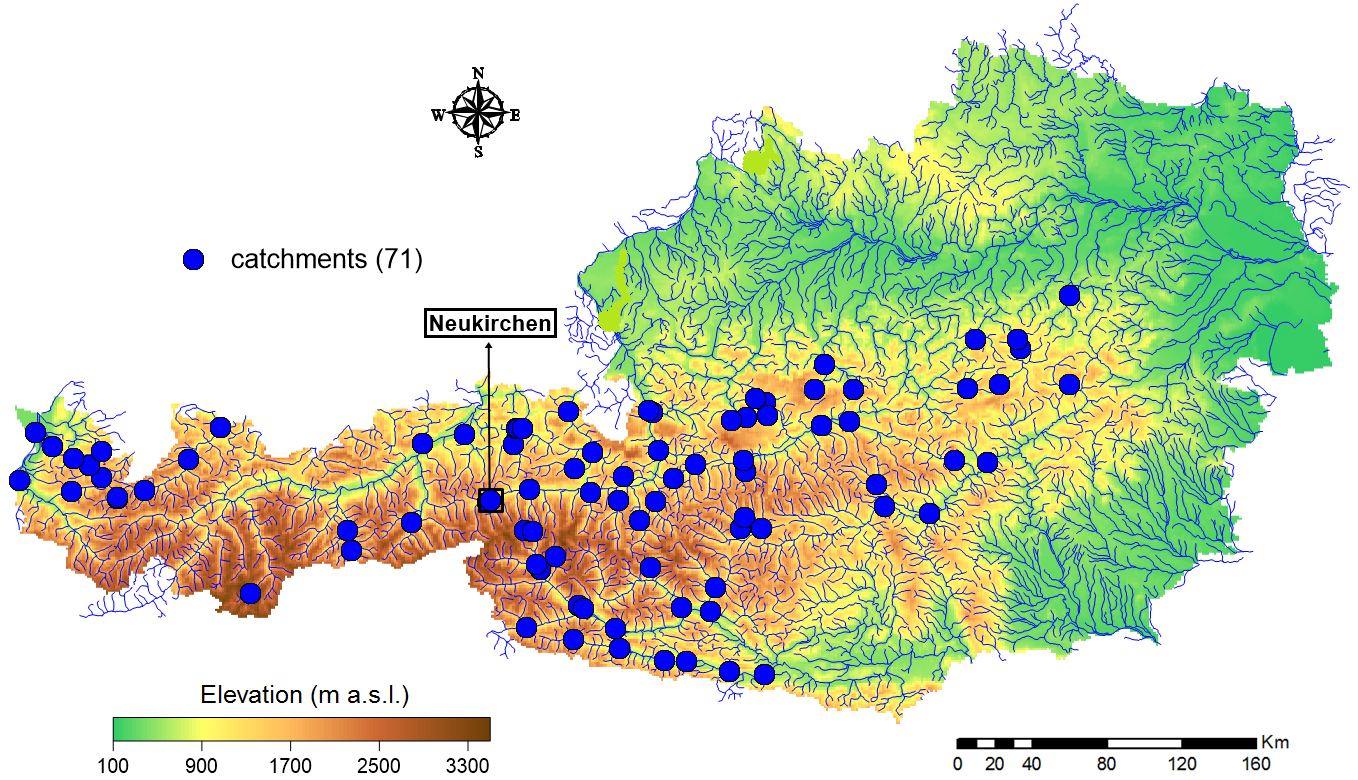 N
W E
S
catchments (71)
Neukirchen
Elevation (m a.s.l.)
100 900 1700 2500 3300
Km
0 20 40 80 120 160